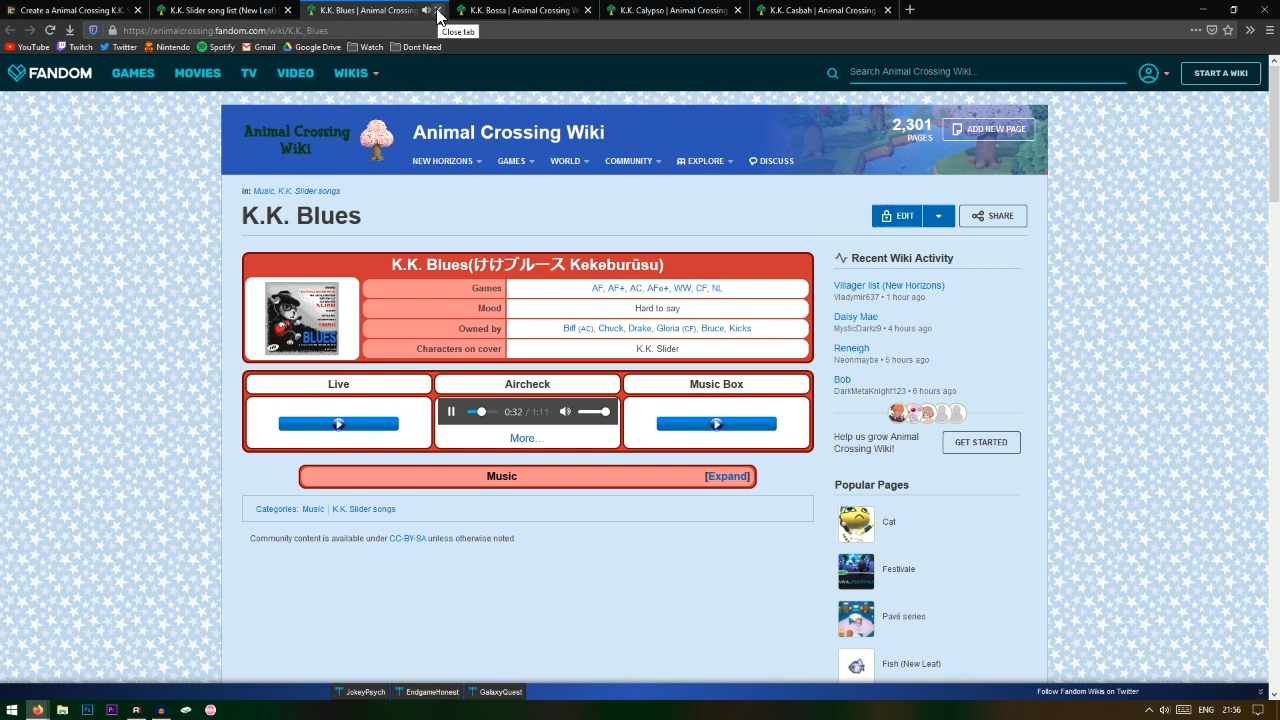 Create a Animal Crossing K.K. S
K.K. Slider song list (New Leaf) |
K.K. Blues | Animal Crossing
K.K. Bossa | Animal Crossing W
K.K. Calypso | Animal Crossing
K.K. Casbah | Animal Crossing
Close tab
https://animalcrossing.fandom.com/wiki/K.K._Blues
YouTube
Twitch
Twitter
Nintendo
Spotify
Gmail
Google Drive
Watch
Dont Need
FANDOM
GAMES
MOVIES
TV
VIDEO
WIKIS
Search Animal Crossing Wiki...
START A WIKI
Animal Crossing
Wiki
Animal Crossing Wiki
2,301
PAGES
ADD NEW PAGE
NEW HORIZONS
GAMES
WORLD
COMMUNITY
EXPLORE
DISCUSS
in: Music, K.K. Slider songs
K.K. Blues
EDIT
SHARE
K.K. Blues(けけブルース Kekeburūsu)
Games AF, AF+, AC, AFe+, WW, CF, NL
Mood Hard to say
Owned by Biff (AC), Chuck, Drake, Gloria (CF), Bruce, Kicks
Characters on cover K.K. Slider
BLUES
Live
Aircheck
Music Box
0:32 / 1:11
More…
Music
[Expand]
Categories: Music | K.K. Slider songs
Community content is available under CC-BY-SA unless otherwise noted.
Recent Wiki Activity
Villager list (New Horizons)
Vladymir637 • 1 hour ago
Daisy Mae
MysticDarkz9 • 4 hours ago
Reneigh
Neonmaybe • 5 hours ago
Bob
DarkMetaKnight123 • 6 hours ago
Help us grow Animal
Crossing Wiki!
GET STARTED
Popular Pages
Cat
Festivale
Pavé series
Fish (New Leaf)
JokeyPsych
EndgameHonest
GalaxyQuest
Follow Fandom Wikis on Twitter
ENG
21:56